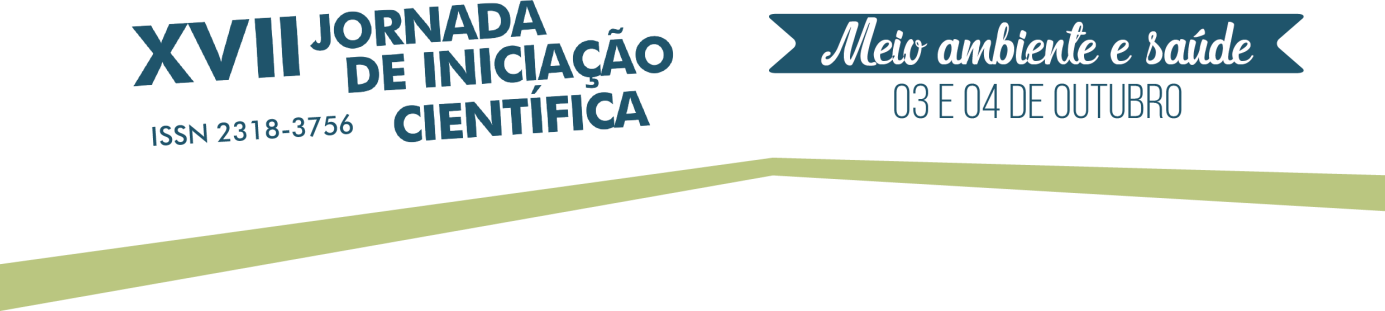 XVII JORNADA
DE INICIAÇÃO
CIENTÍFICA
ISSN 2318-3756
Meio ambiente e saúde
03 E 04 DE OUTUBRO